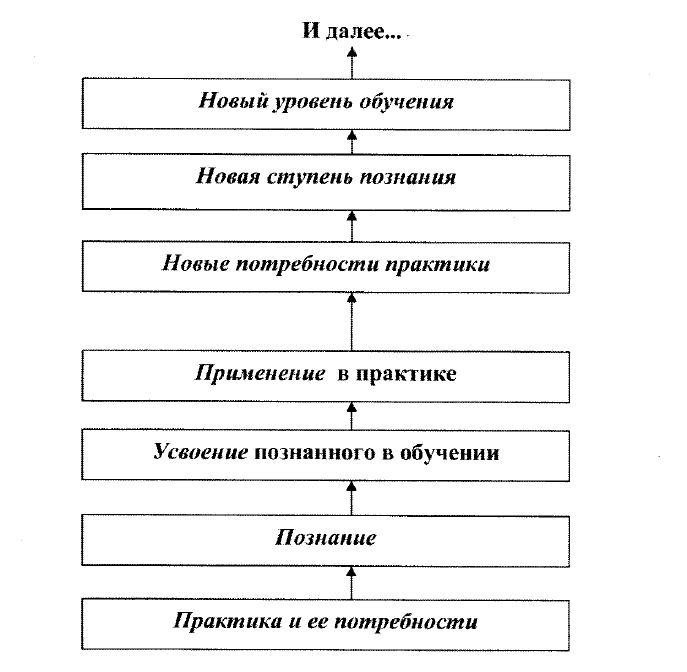 И далее...
Новый уровень обучения
Новая ступень познания
Новые потребности практики
Применение в практике
Усвоение познанного в обучении
Познание
Практика и ее потребности